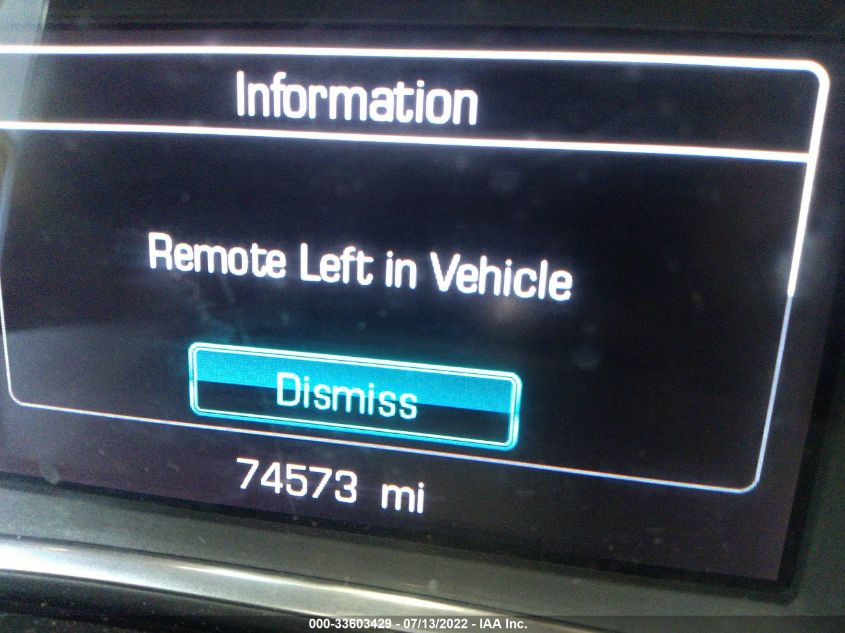 Information
Remote Left in Vehicle
Dismiss
74573 mi
000-33603429 - 07/13/2022 - IAA Inc.